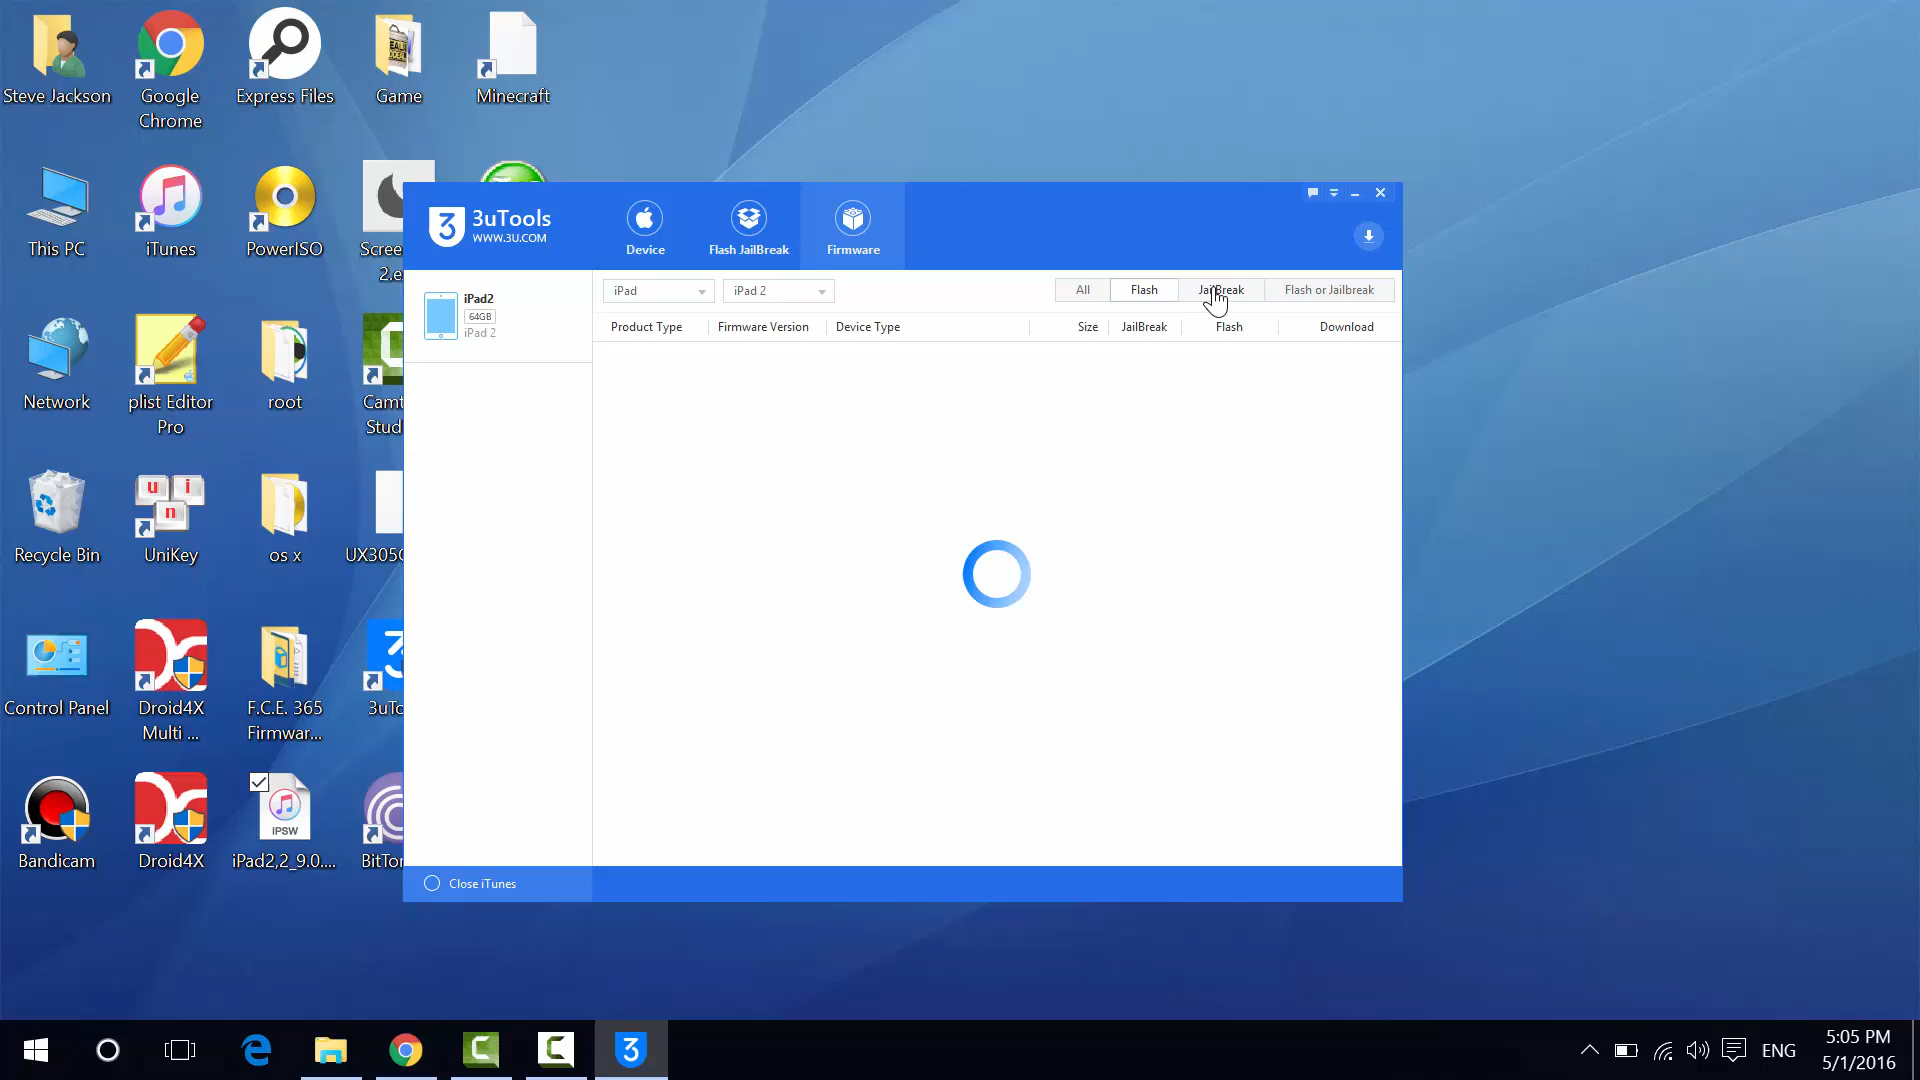 Steve Jackson
Google
Chrome
Express Files
Game
Minecraft
This PC
iTunes
PowerISO
Scree
2.e
Network
plist Editor
Pro
root
Camt
Stud
Recycle Bin
UniKey
os x
UX305C
Control Panel
Droid4X
Multi ...
F.C.E. 365
Firmwar...
3uTo
Bandicam
Droid4X
IPSW
iPad2,2_9.0....
BitTor
3uTools
WWW.3U.COM
Device
Flash JailBreak
Firmware
iPad2
64GB
iPad 2
iPad
iPad 2
All
Flash
JailBreak
Flash or Jailbreak
Product Type
Firmware Version
Device Type
Size
JailBreak
Flash
Download
Close iTunes
ENG
5:05 PM
5/1/2016